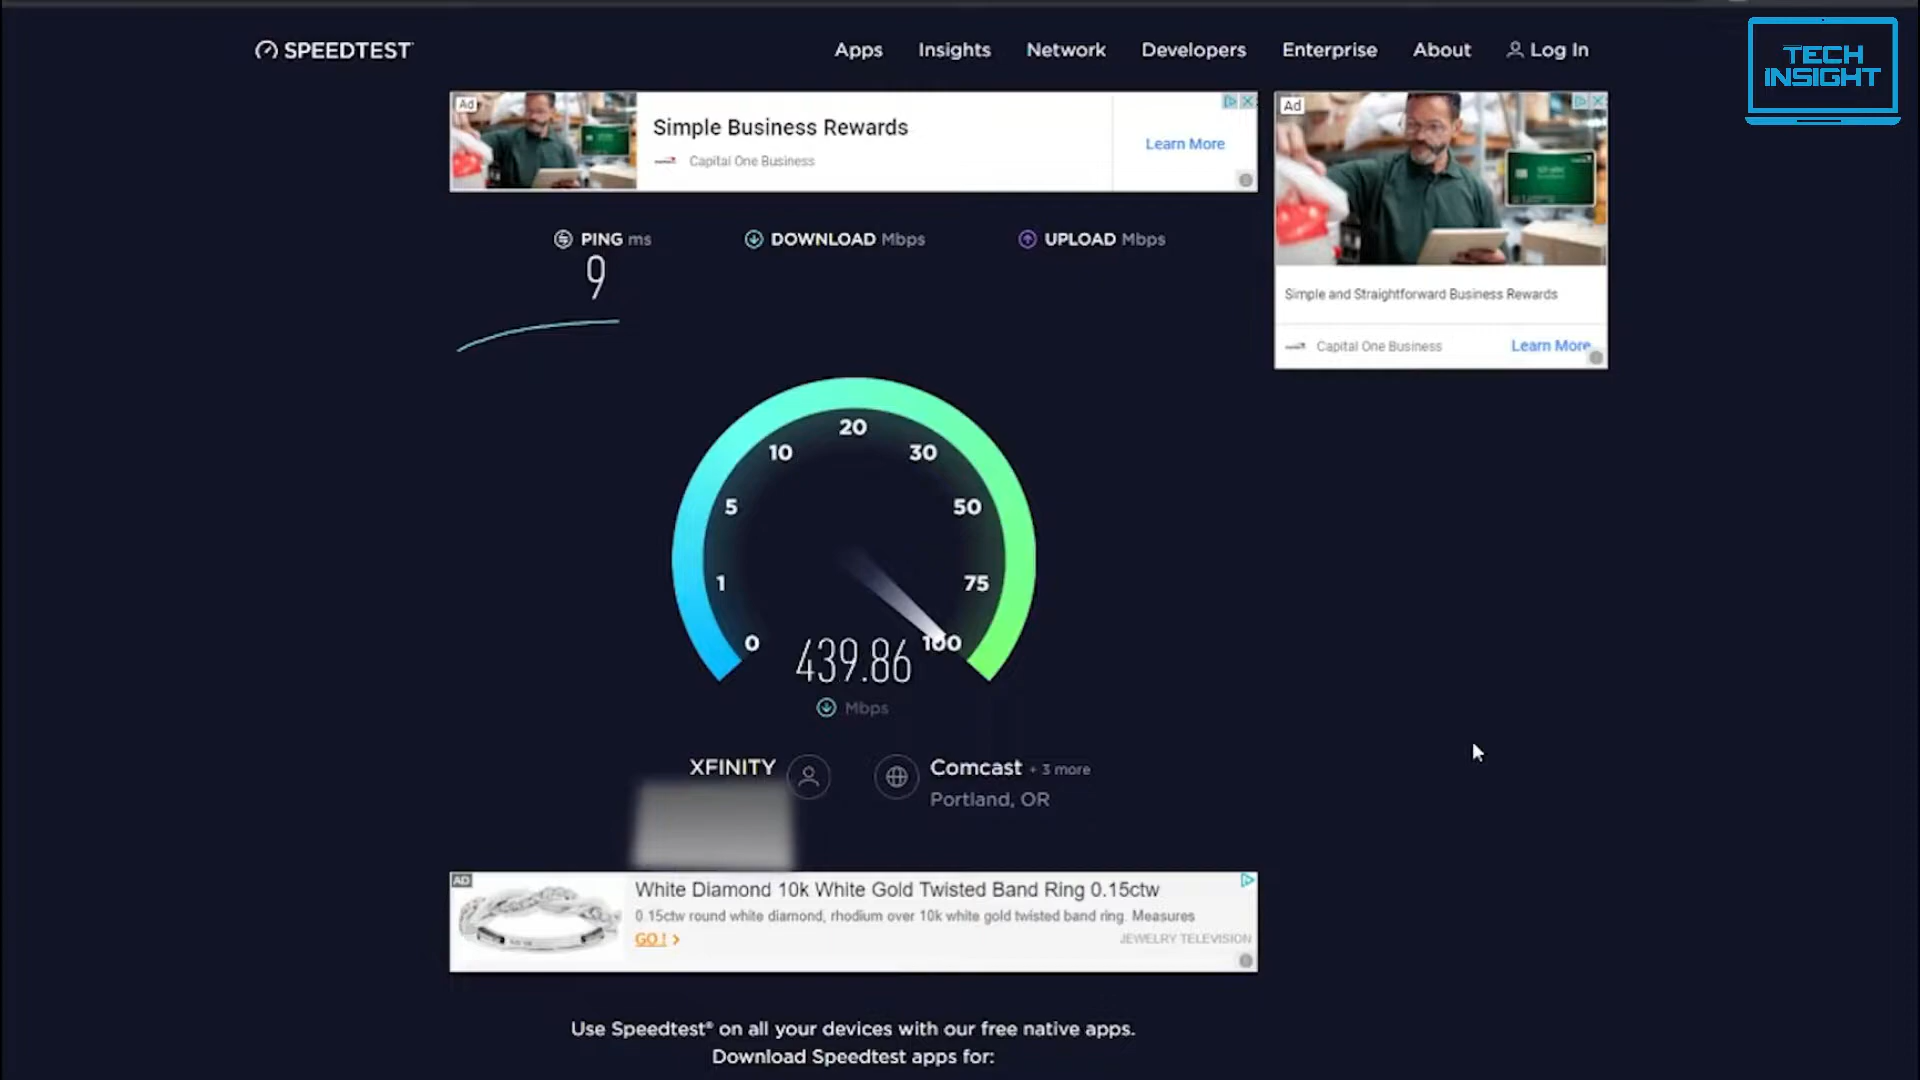 SPEEDTEST
Apps
Insights
Network
Developers
Enterprise
About
Log In
TECH
INSIGHT
Ad
Simple Business Rewards
Capital One Business
Learn More
Ad
Simple and Straightforward Business Rewards
Capital One Business
Learn More
PING ms
9
DOWNLOAD Mbps
UPLOAD Mbps
0
1
5
10
20
30
50
75
100
439.86
Mbps
XFINITY
Comcast + 3 more
Portland, OR
AD
White Diamond 10k White Gold Twisted Band Ring 0.15ctw
0.15ctw round white diamond, rhodium over 10k white gold twisted band ring. Measures
GO! >
JEWELRY TELEVISION
Use Speedtest® on all your devices with our free native apps.
Download Speedtest apps for: